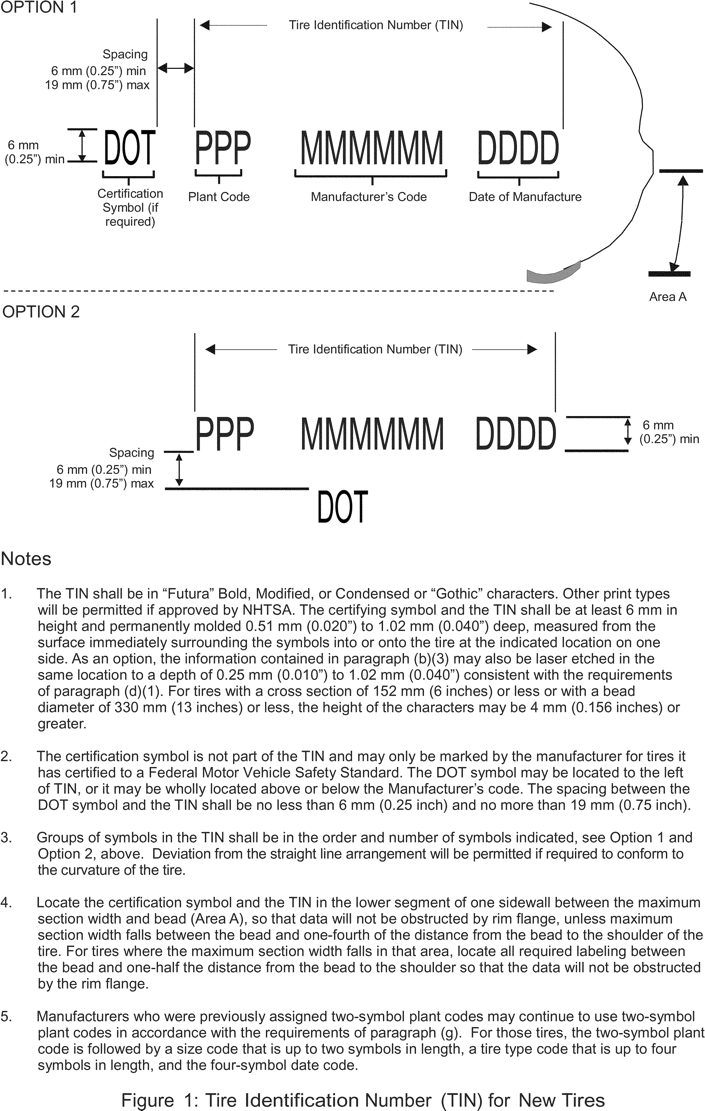 OPTION 1
Tire Identification Number (TIN)
Spacing
6 mm (0.25”) min
19 mm (0.75”) max
6 mm
(0.25”) min
DOT PPP MMMMMM DDDD
Certification
Symbol (if
required)
Plant Code
Manufacturer’s Code
Date of Manufacture
Area A
OPTION 2
Tire Identification Number (TIN)
PPP MMMMMM DDDD
6 mm
(0.25”) min
Spacing
6 mm (0.25”) min
19 mm (0.75”) max
DOT
Notes
1. The TIN shall be in “Futura” Bold, Modified, or Condensed or “Gothic” characters. Other print types
will be permitted if approved by NHTSA. The certifying symbol and the TIN shall be at least 6 mm in
height and permanently molded 0.51 mm (0.020”) to 1.02 mm (0.040”) deep, measured from the
surface immediately surrounding the symbols into or onto the tire at the indicated location on one
side. As an option, the information contained in paragraph (b)(3) may also be laser etched in the
same location to a depth of 0.25 mm (0.010”) to 1.02 mm (0.040”) consistent with the requirements
of paragraph (d)(1). For tires with a cross section of 152 mm (6 inches) or less or with a bead
diameter of 330 mm (13 inches) or less, the height of the characters may be 4 mm (0.156 inches) or
greater.
2. The certification symbol is not part of the TIN and may only be marked by the manufacturer for tires it
has certified to a Federal Motor Vehicle Safety Standard. The DOT symbol may be located to the left
of TIN, or it may be wholly located above or below the Manufacturer’s code. The spacing between the
DOT symbol and the TIN shall be no less than 6 mm (0.25 inch) and no more than 19 mm (0.75 inch).
3. Groups of symbols in the TIN shall be in the order and number of symbols indicated, see Option 1 and
Option 2, above. Deviation from the straight line arrangement will be permitted if required to conform to
the curvature of the tire.
4. Locate the certification symbol and the TIN in the lower segment of one sidewall between the maximum
section width and bead (Area A), so that data will not be obstructed by rim flange, unless maximum
section width falls between the bead and one-fourth of the distance from the bead to the shoulder of the
tire. For tires where the maximum section width falls in that area, locate all required labeling between
the bead and one-half the distance from the bead to the shoulder so that the data will not be obstructed
by the rim flange.
5. Manufacturers who were previously assigned two-symbol plant codes may continue to use two-symbol
plant codes in accordance with the requirements of paragraph (g). For those tires, the two-symbol plant
code is followed by a size code that is up to two symbols in length, a tire type code that is up to four
symbols in length, and the four-symbol date code.
Figure 1: Tire Identification Number (TIN) for New Tires